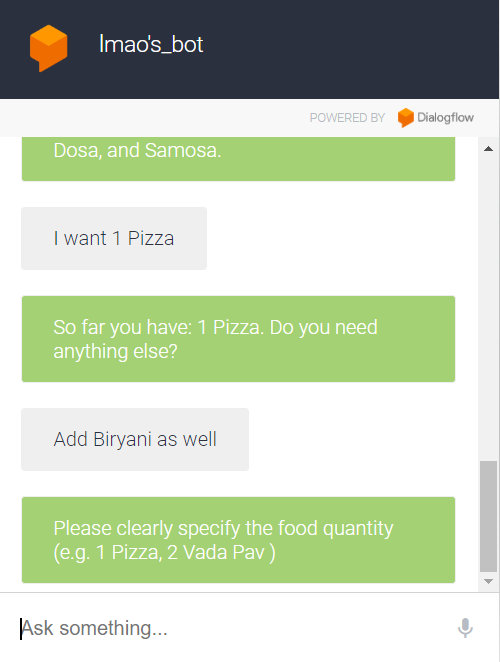 lmao's_bot
POWERED BY Dialogflow
Dosa, and Samosa.
I want 1 Pizza
So far you have: 1 Pizza. Do you need
anything else?
Add Biryani as well
Please clearly specify the food quantity
(e.g. 1 Pizza, 2 Vada Pav )
Ask something...